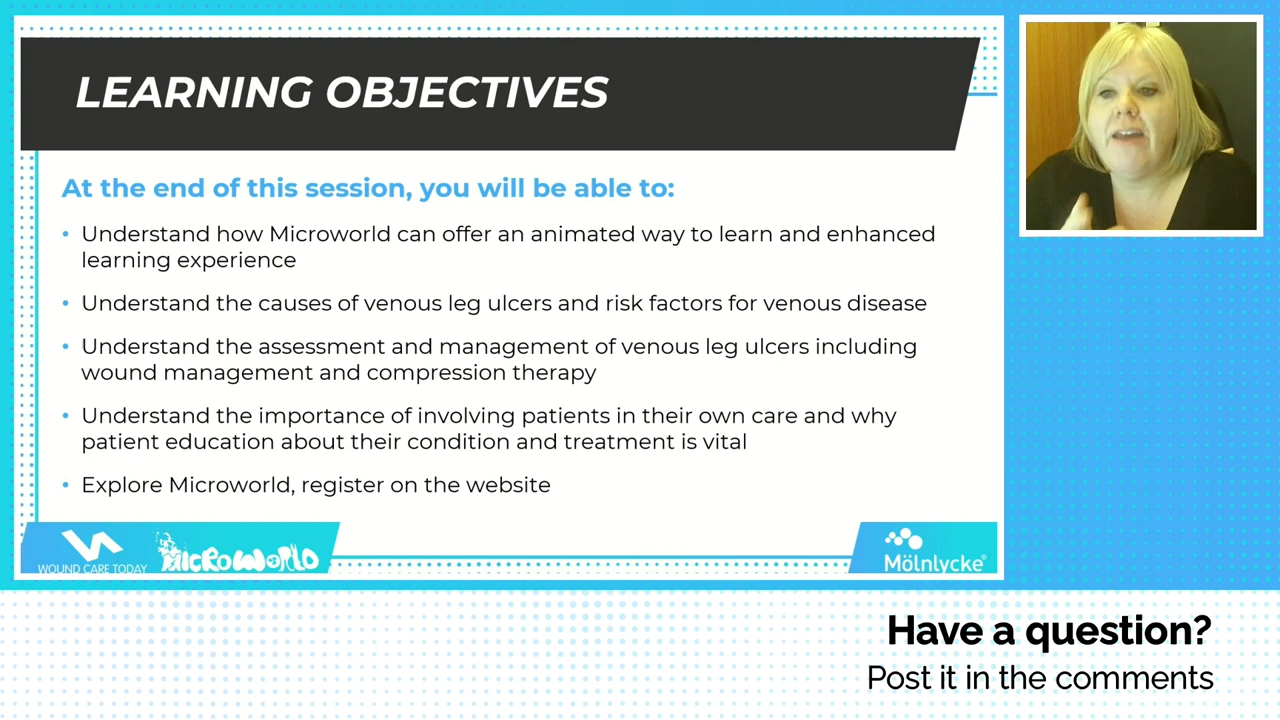 LEARNING OBJECTIVES
At the end of this session, you will be able to:
• Understand how Microworld can offer an animated way to learn and enhanced
learning experience
• Understand the causes of venous leg ulcers and risk factors for venous disease
• Understand the assessment and management of venous leg ulcers including
wound management and compression therapy
• Understand the importance of involving patients in their own care and why
patient education about their condition and treatment is vital
• Explore Microworld, register on the website
WOUND CARE TODAY
MICROWORLD
Mölnlycke®
Have a question?
Post it in the comments